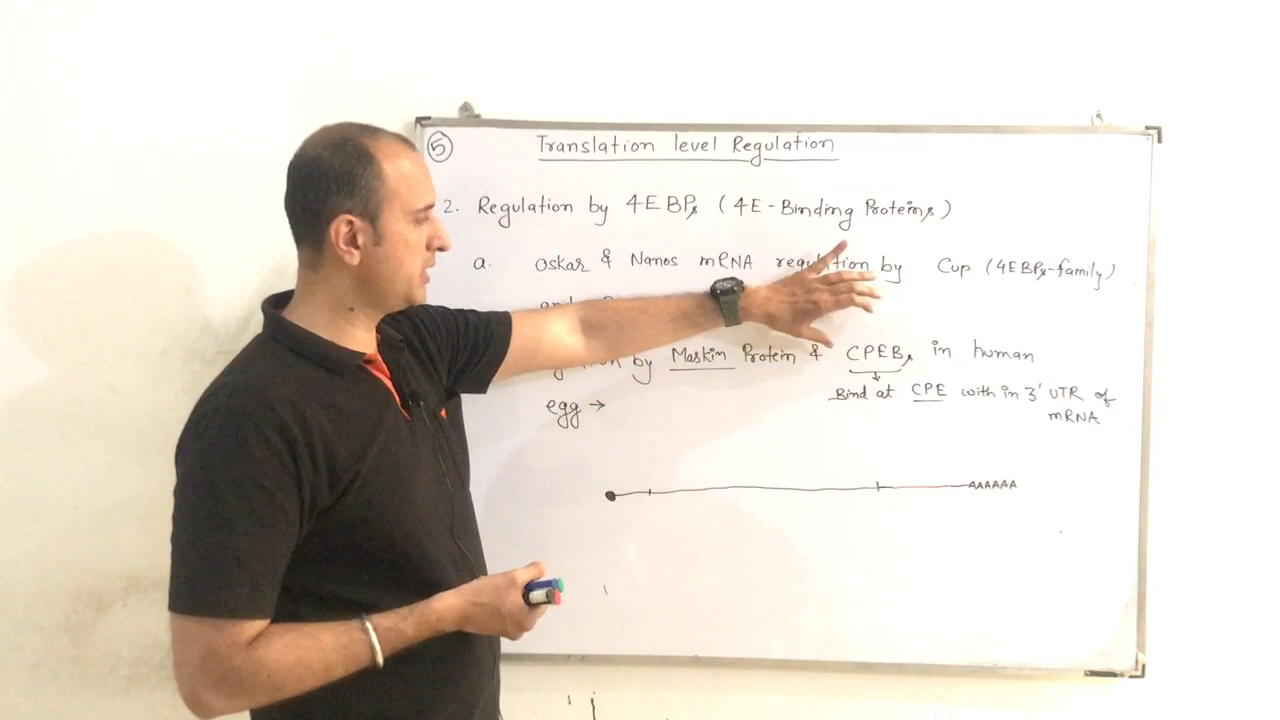 5 Translation level Regulation
2. Regulation by 4EBPs (4E-Binding Proteins)
a. Oskar & Nanos mRNA regulation by Cup (4EBPs-family)
and
by Maskin Protein & CPEBs in human
egg →
Bind at CPE with in 3' UTR of
mRNA
AAAAAA